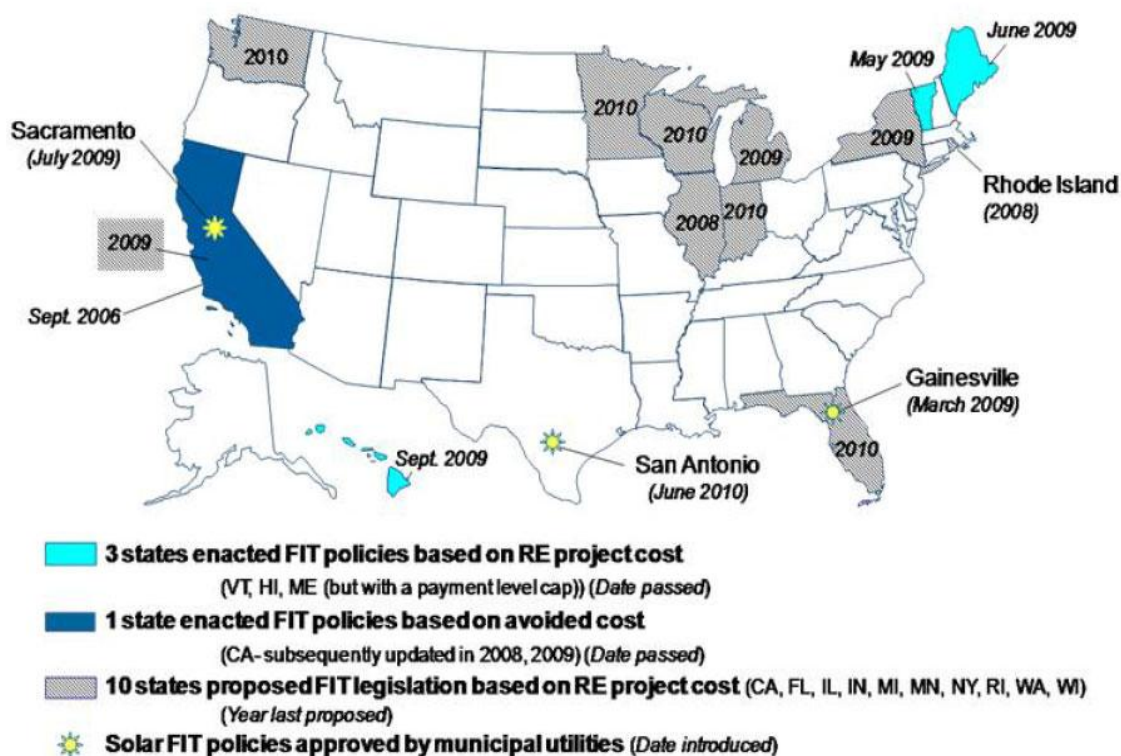 2010
Sacramento
(July 2009)
2009
Sept. 2006
2010
2010
2009
2008
2010
May 2009
June 2009
2009
Rhode Island
(2008)
Gainesville
(March 2009)
2010
San Antonio
(June 2010)
Sept. 2009
3 states enacted FIT policies based on RE project cost
(VT, HI, ME (but with a payment level cap)) (Date passed)
1 state enacted FIT policies based on avoided cost
(CA- subsequently updated in 2008, 2009) (Date passed)
10 states proposed FIT legislation based on RE project cost (CA, FL, IL, IN, MI, MN, NY, RI, WA, WI)
(Year last proposed)
Solar FIT policies approved by municipal utilities (Date introduced)